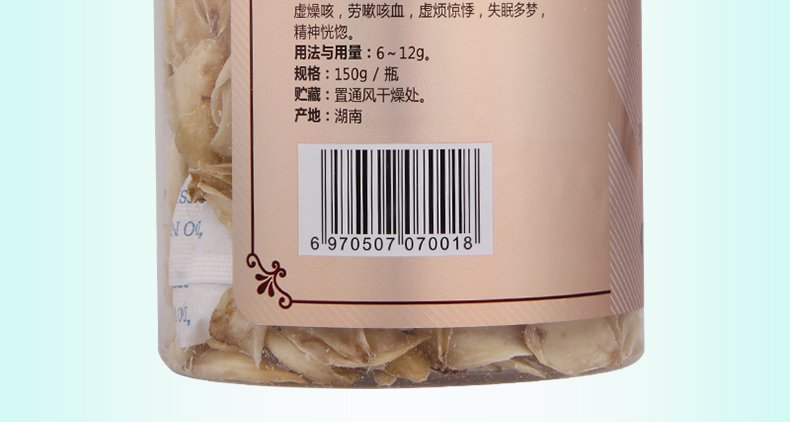 虚燥咳，劳嗽咳血，虚烦惊悸，失眠多梦，
精神恍惚。
用法与用量：6～12g。
规格：150g / 瓶
贮藏：置通风干燥处。
产地：湖南
6 970507 070018